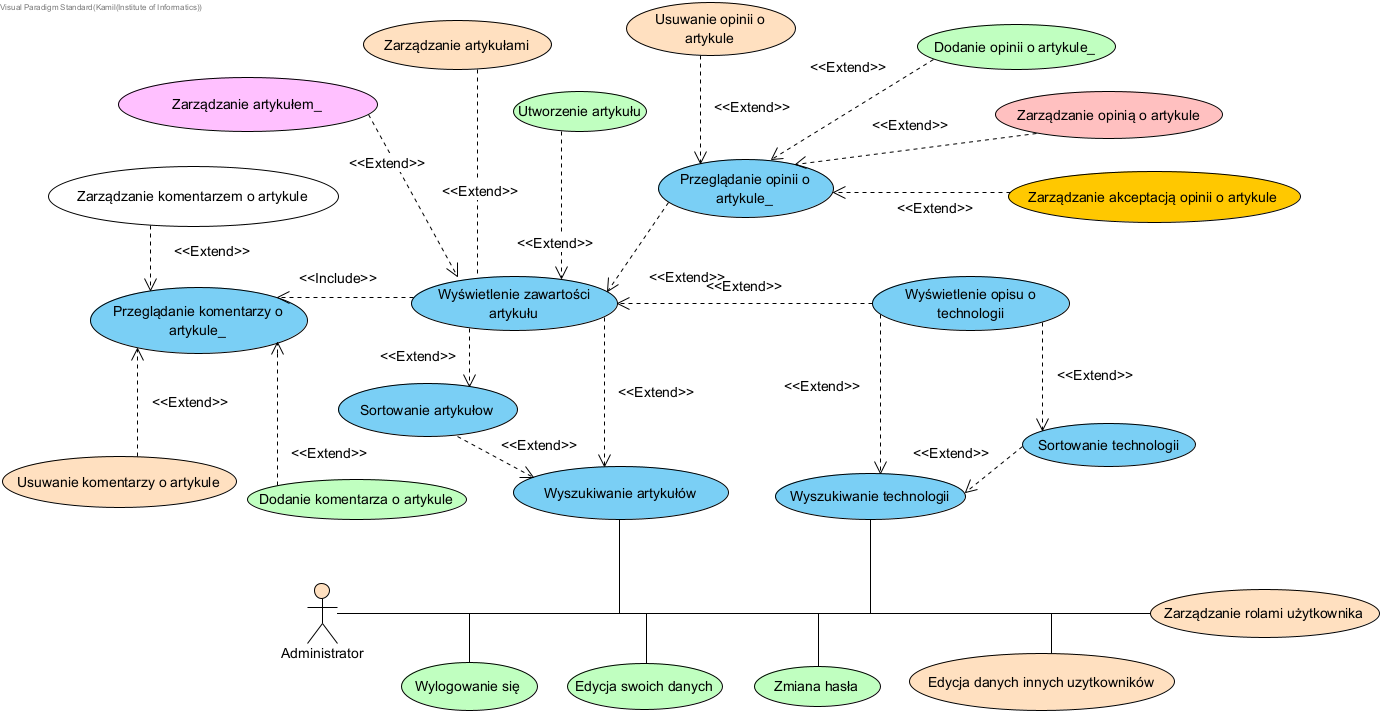 Visual Paradigm Standard(Kamil(Institute of Informatics))
Usuwanie opinii o
artykule
Zarządzanie artykułami
Dodanie opinii o artykule_
<<Extend>>
Zarządzanie artykułem_
Utworzenie artykułu
<<Extend>>
Zarządzanie opinią o artykule
<<Extend>>
<<Extend>>
Przeglądanie opinii o
artykule_
<<Extend>>
Zarządzanie komentarzem o artykule
Zarządzanie akceptacją opinii o artykule
<<Extend>>
<<Extend>>
<<Extend>>
<<Include>>
<<Extend>>
<<Extend>>
Wyświetlenie zawartości
artykułu
Wyświetlenie opisu o
technologii
Przeglądanie komentarzy o
artykule_
<<Extend>>
<<Extend>>
<<Extend>>
<<Extend>>
<<Extend>>
Sortowanie artykułow
<<Extend>>
Sortowanie technologii
<<Extend>>
<<Extend>>
Usuwanie komentarzy o artykule
Dodanie komentarza o artykule
Wyszukiwanie artykułów
Wyszukiwanie technologii
Zarządzanie rolami użytkownika
Administrator
Wylogowanie się
Edycja swoich danych
Zmiana hasła
Edycja danych innych uzytkowników